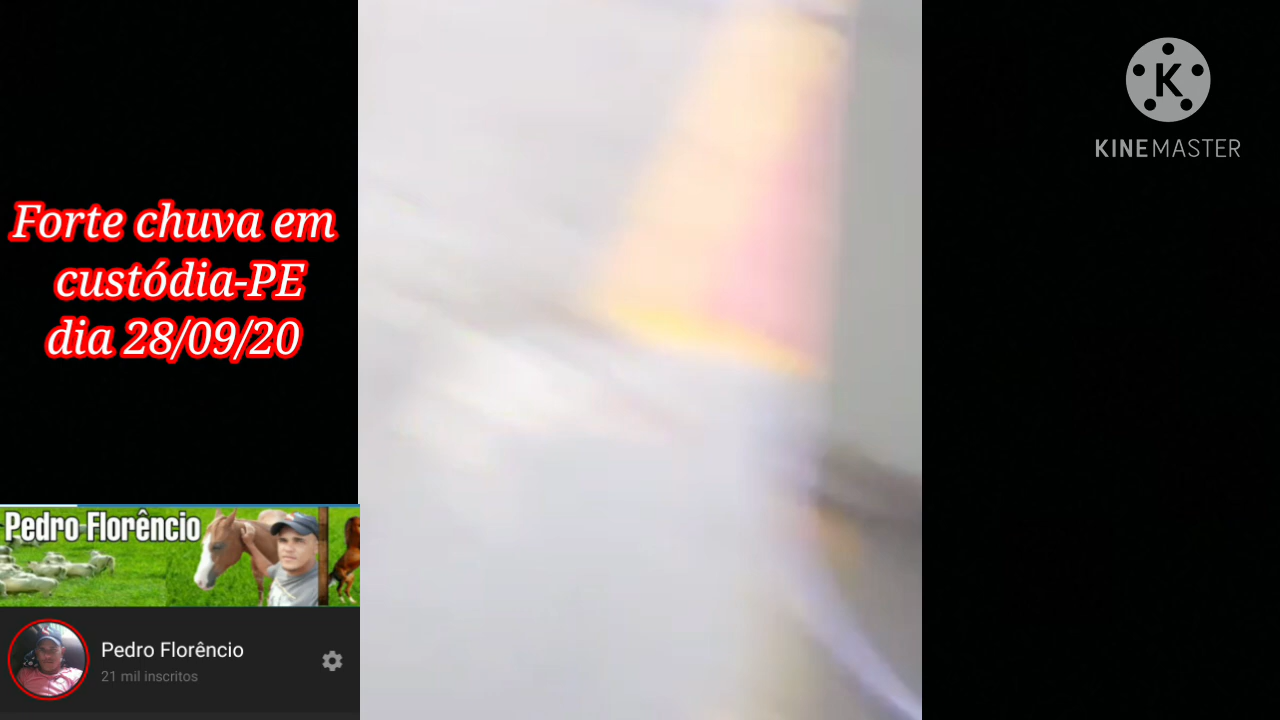 Forte chuva em
custódia-PE
dia 28/09/20
Pedro Florêncio
Pedro Florêncio
21 mil inscritos
K
KINEMASTER